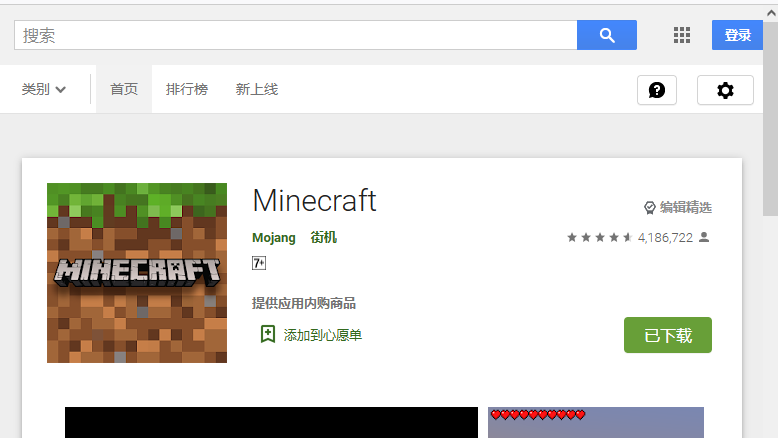 搜索
登录
类别 首页 排行榜 新上线
Minecraft
编辑精选
Mojang 街机
4,186,722
7+
提供应用内购商品
添加到心愿单
已下载
MINECRAFT